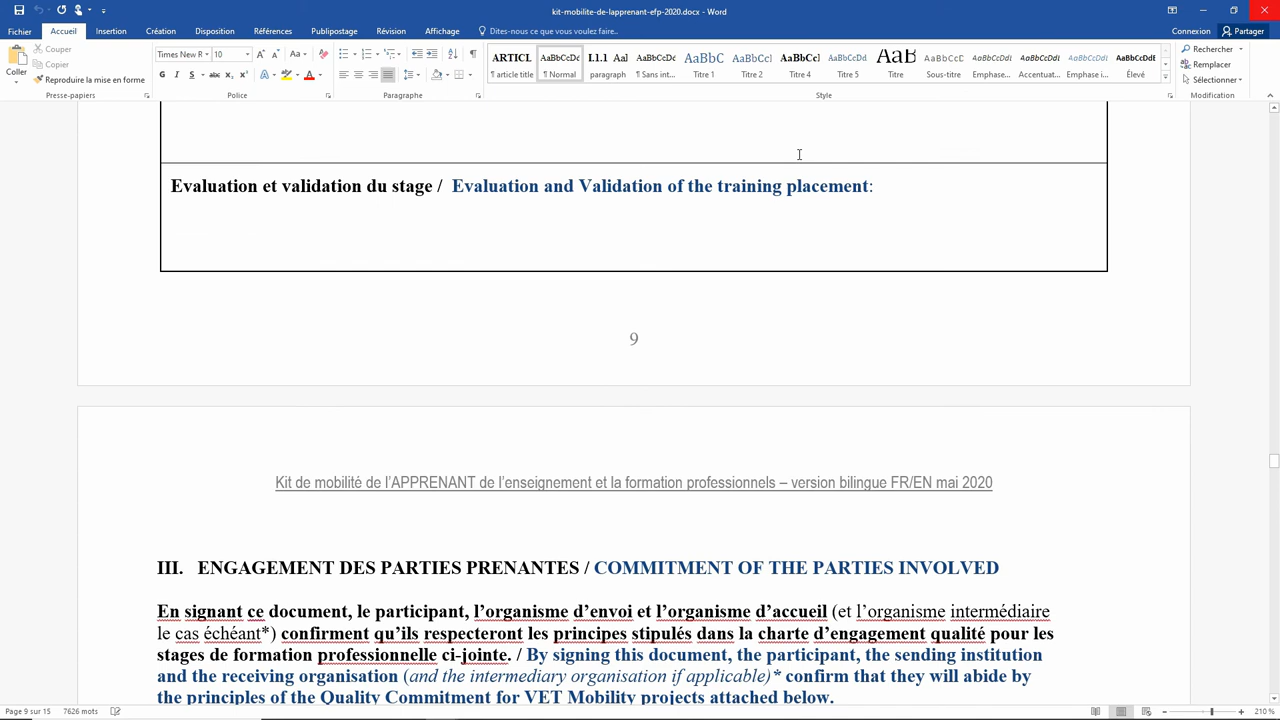 kit-mobilite-de-lapprenant-efp-2020.docx - Word
Fichier Accueil Insertion Création Disposition Références Publipostage Révision Affichage Dites-nous ce que vous voulez faire... Connexion Partager
Coller Couper
Copier
Reproduire la mise en forme
Times New R 10
ARTICL AaBbCcDc L1.1 Aal AaBbCcDc AaBbC AaBbCcI AaBbCcI AaBbCcDd AaB AaBbCcD AaBbCcDd AaBbCcDd AaBbCcDd AaBbCcDdE
¶ article title ¶ Normal paragraph ¶ Sans int... Titre 1 Titre 2 Titre 4 Titre 5 Titre Sous-titre Emphase... Accentuat... Emphase i... Élevé
Rechercher
Remplacer
Sélectionner
Presse-papiers Police Paragraphe Style Modification
Evaluation et validation du stage / Evaluation and Validation of the training placement:
9
Kit de mobilité de l'APPRENANT de l'enseignement et la formation professionnels – version bilingue FR/EN mai 2020
III. ENGAGEMENT DES PARTIES PRENANTES / COMMITMENT OF THE PARTIES INVOLVED
En signant ce document, le participant, l'organisme d'envoi et l'organisme d'accueil (et l'organisme intermédiaire
le cas échéant*) confirment qu'ils respecteront les principes stipulés dans la charte d'engagement qualité pour les
stages de formation professionnelle ci-jointe. / By signing this document, the participant, the sending institution
and the receiving organisation (and the intermediary organisation if applicable)* confirm that they will abide by
the principles of the Quality Commitment for VET Mobility projects attached below.
Page 9 sur 15 7626 mots 210 %